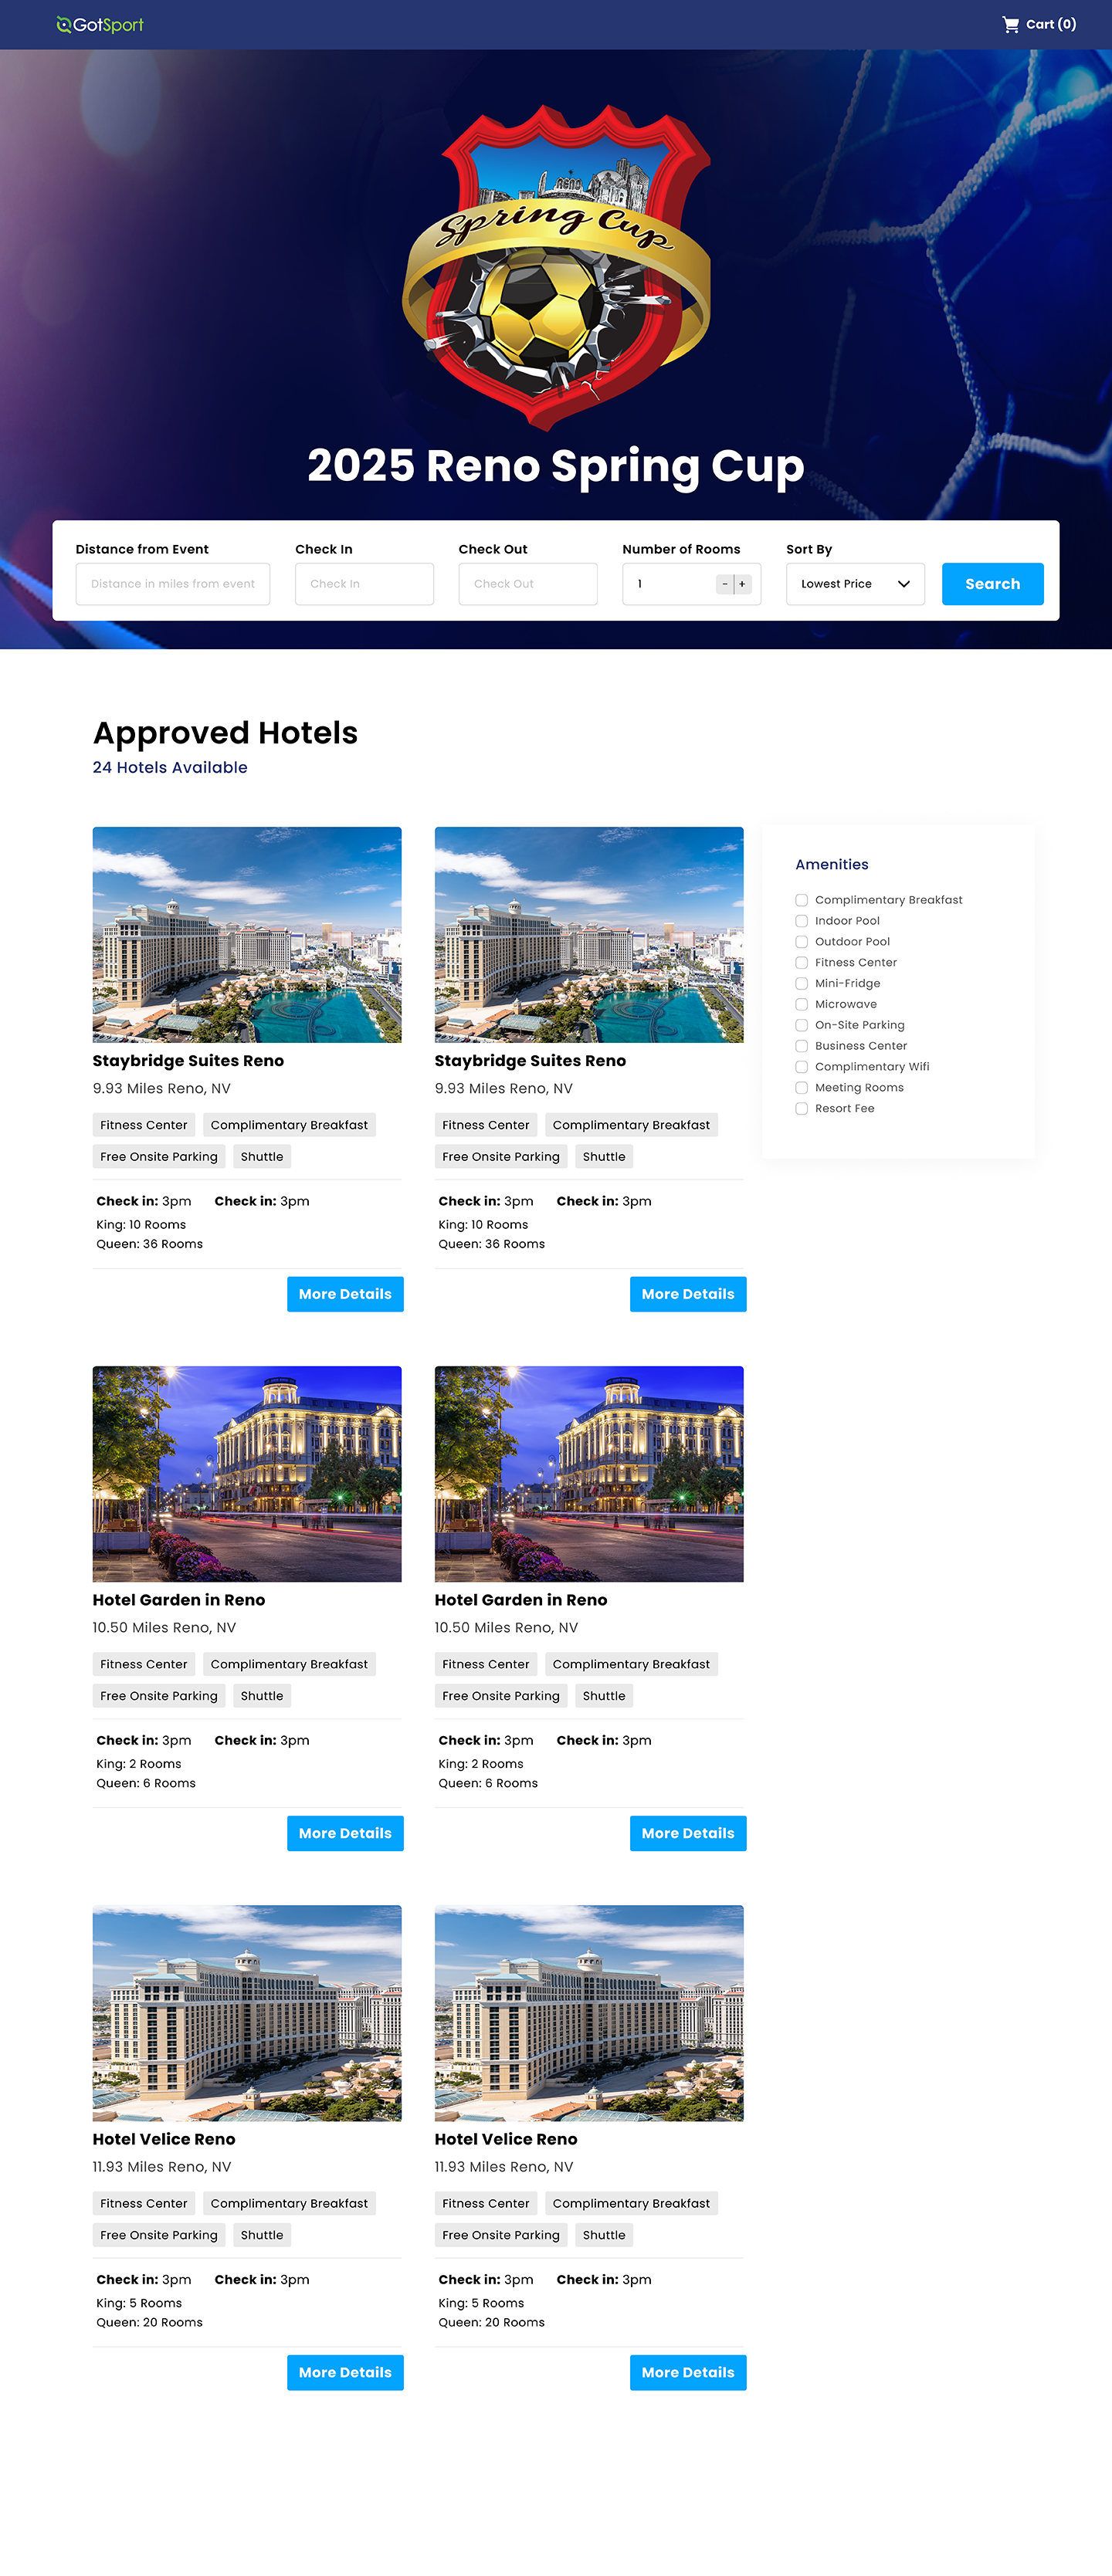 GotSport
Cart (0)
Reno
Spring Cup
2025 Reno Spring Cup
Distance from Event
Check In
Check Out
Number of Rooms
Sort By
Distance in miles from event
Check In
Check Out
1
- +
Lowest Price
Search
Approved Hotels
24 Hotels Available
Staybridge Suites Reno
9.93 Miles Reno, NV
Fitness Center
Complimentary Breakfast
Free Onsite Parking
Shuttle
Check in: 3pm
Check in: 3pm
King: 10 Rooms
Queen: 36 Rooms
More Details
Staybridge Suites Reno
9.93 Miles Reno, NV
Fitness Center
Complimentary Breakfast
Free Onsite Parking
Shuttle
Check in: 3pm
Check in: 3pm
King: 10 Rooms
Queen: 36 Rooms
More Details
Amenities
Complimentary Breakfast
Indoor Pool
Outdoor Pool
Fitness Center
Mini-Fridge
Microwave
On-Site Parking
Business Center
Complimentary Wifi
Meeting Rooms
Resort Fee
Hotel Garden in Reno
10.50 Miles Reno, NV
Fitness Center
Complimentary Breakfast
Free Onsite Parking
Shuttle
Check in: 3pm
Check in: 3pm
King: 2 Rooms
Queen: 6 Rooms
More Details
Hotel Garden in Reno
10.50 Miles Reno, NV
Fitness Center
Complimentary Breakfast
Free Onsite Parking
Shuttle
Check in: 3pm
Check in: 3pm
King: 2 Rooms
Queen: 6 Rooms
More Details
Hotel Velice Reno
11.93 Miles Reno, NV
Fitness Center
Complimentary Breakfast
Free Onsite Parking
Shuttle
Check in: 3pm
Check in: 3pm
King: 5 Rooms
Queen: 20 Rooms
More Details
Hotel Velice Reno
11.93 Miles Reno, NV
Fitness Center
Complimentary Breakfast
Free Onsite Parking
Shuttle
Check in: 3pm
Check in: 3pm
King: 5 Rooms
Queen: 20 Rooms
More Details